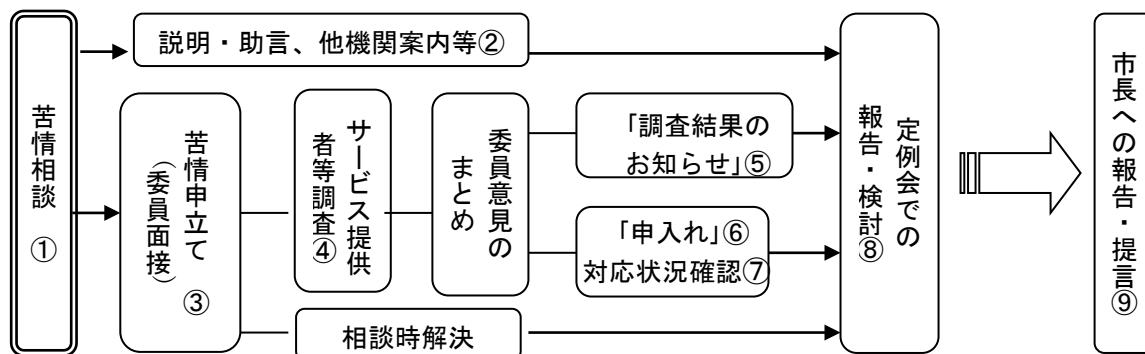 苦情相談 ①
説明・助言、他機関案内等②
苦情申立て
(委員面接) ③
サービス提供
者等調査④
委員意見の
まとめ
「調査結果の
お知らせ」⑤
「申入れ」⑥
対応状況確認⑦
相談時解決
定例会での
報告・検討⑧
市長への報告・提言⑨